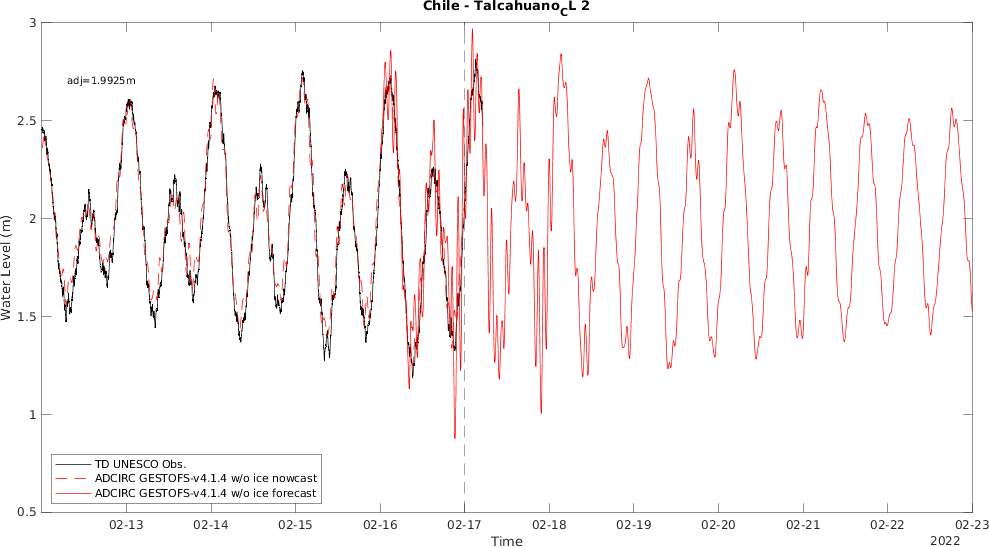 Chile - Talcahuano_CL 2
adj=1.9925m
Water Level (m)
3
2.5
2
1.5
1
0.5
TD UNESCO Obs.
ADCIRC GESTOFS-v4.1.4 w/o ice nowcast
ADCIRC GESTOFS-v4.1.4 w/o ice forecast
02-13 02-14 02-15 02-16 02-17 02-18 02-19 02-20 02-21 02-22 02-23
Time
2022